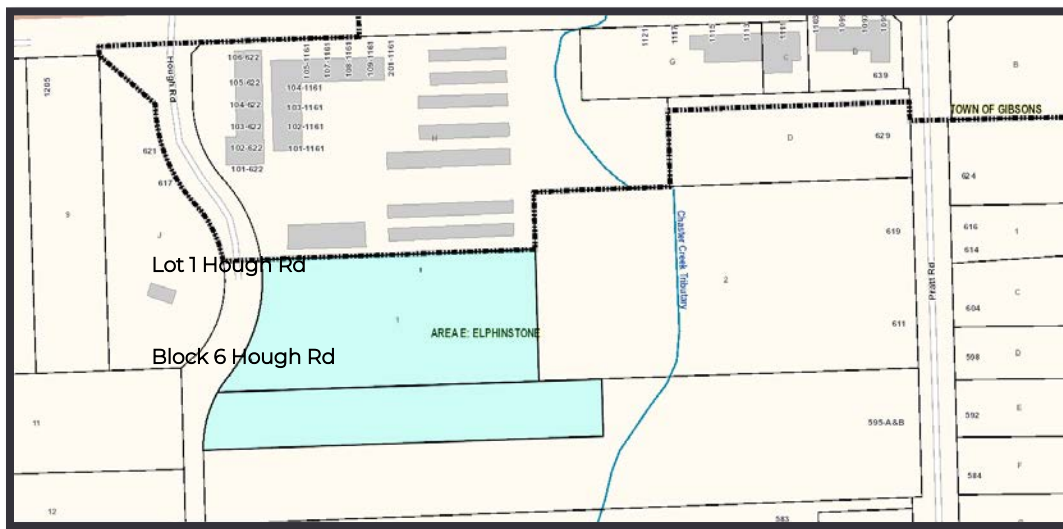 1205
Hough Rd
106-622
105-622
104-622
103-622
102-622
101-622
105-1161
107-1161
108-1161
109-1161
201-1161
104-1161
103-1161
102-1161
101-1161
H
1121
G
C
D
639
B
TOWN OF GIBSONS
D
629
624
621
617
9
J
619
616
1
614
Chaster Creek Tributary
Pratt Rd
Lot 1 Hough Rd
2
C
604
1
AREA E: ELPHINSTONE
611
Block 6 Hough Rd
598
D
592
E
11
595-A&B
F
584
12
583